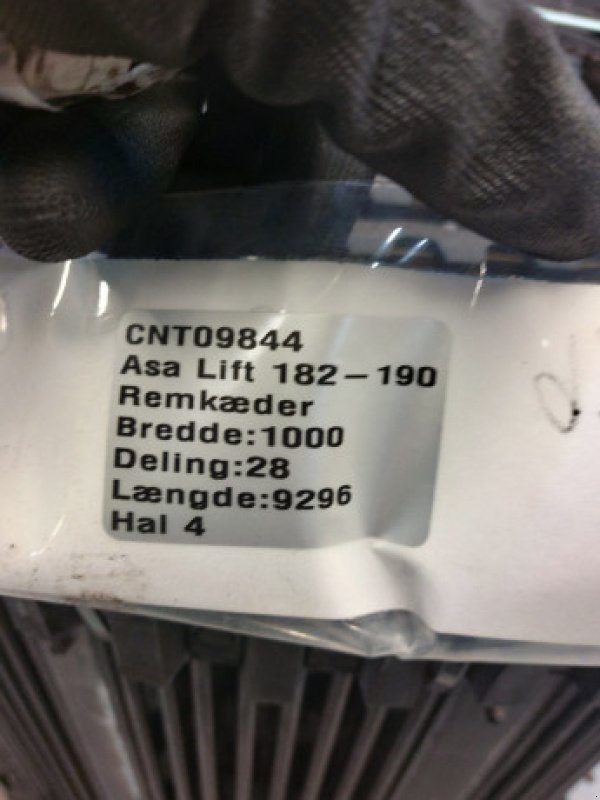 CNT09844
Asa Lift 182-190
Remkæder
Bredde:1000
Deling:28
Længde:9296
Hal 4